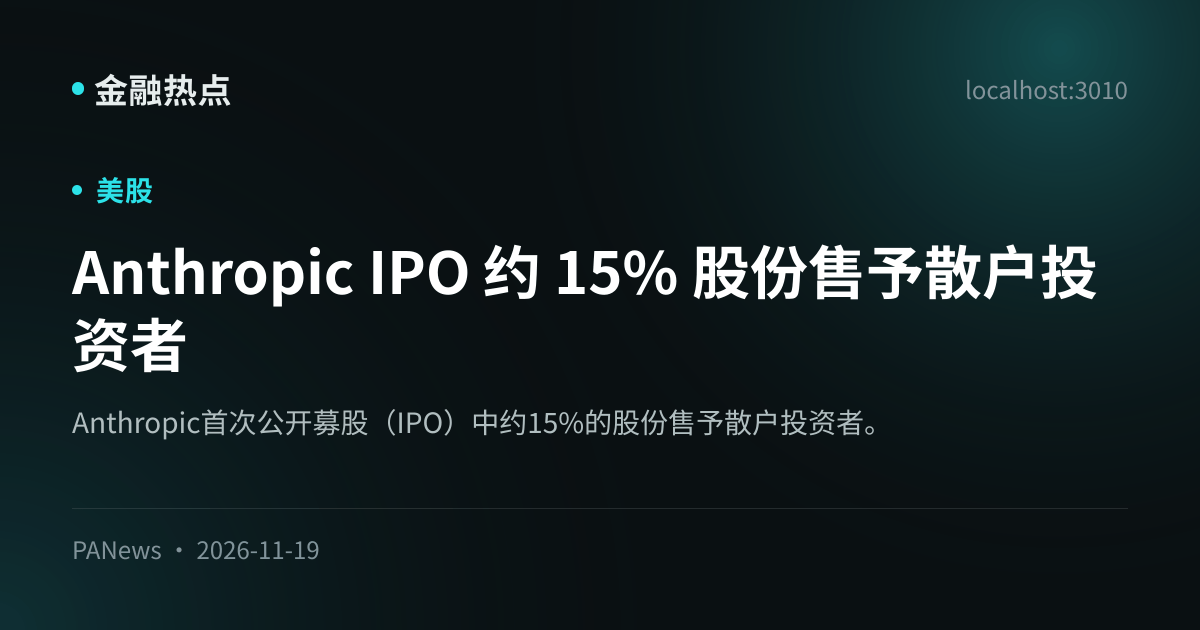 金融热点
localhost:3010
美股
Anthropic IPO 约 15% 股份售予散户投
资者
Anthropic首次公开募股（IPO）中约15%的股份售予散户投资者。
PANews • 2026-11-19